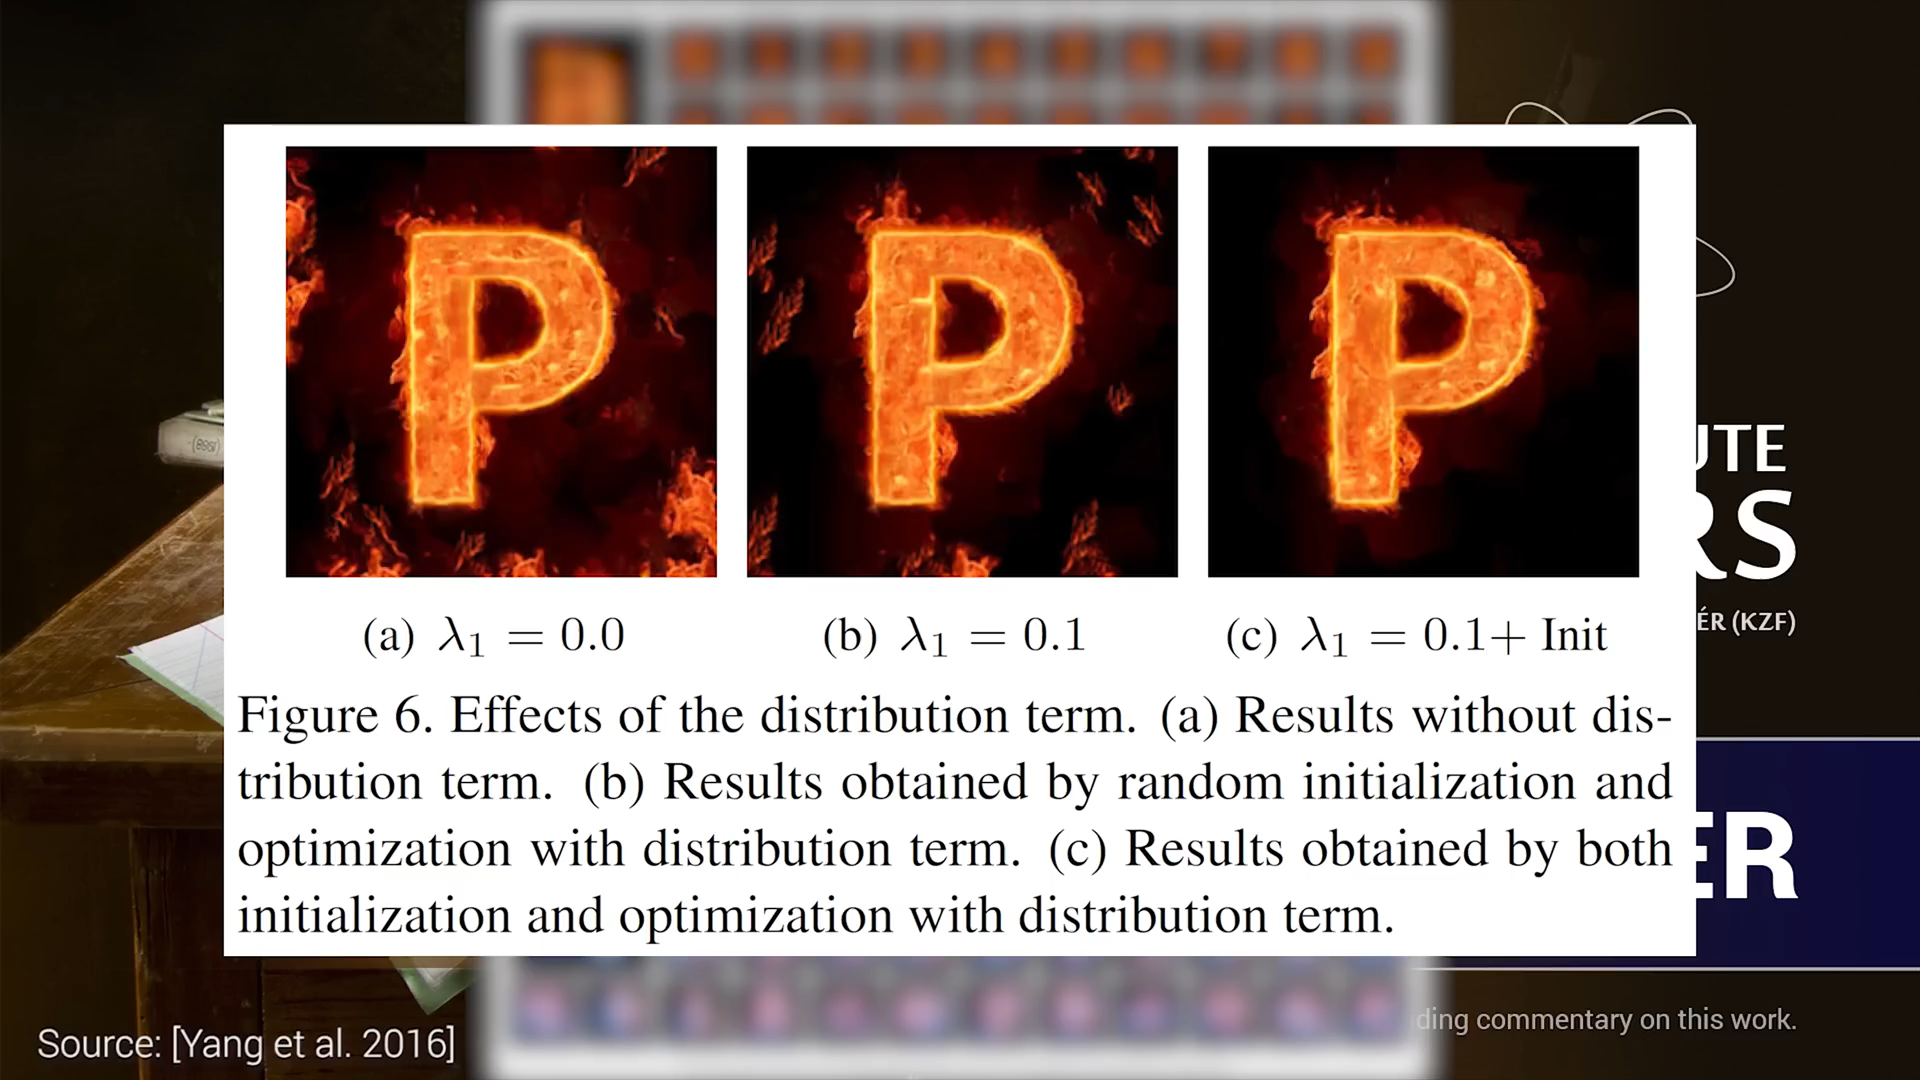 (a) λ₁ = 0.0
(b) λ₁ = 0.1
(c) λ₁ = 0.1+ Init
Figure 6. Effects of the distribution term. (a) Results without dis-
tribution term. (b) Results obtained by random initialization and
optimization with distribution term. (c) Results obtained by both
initialization and optimization with distribution term.
P
P
P
UTE
RS
ÉR (KZF)
ER
ding commentary on this work.
Source: [Yang et al. 2016]